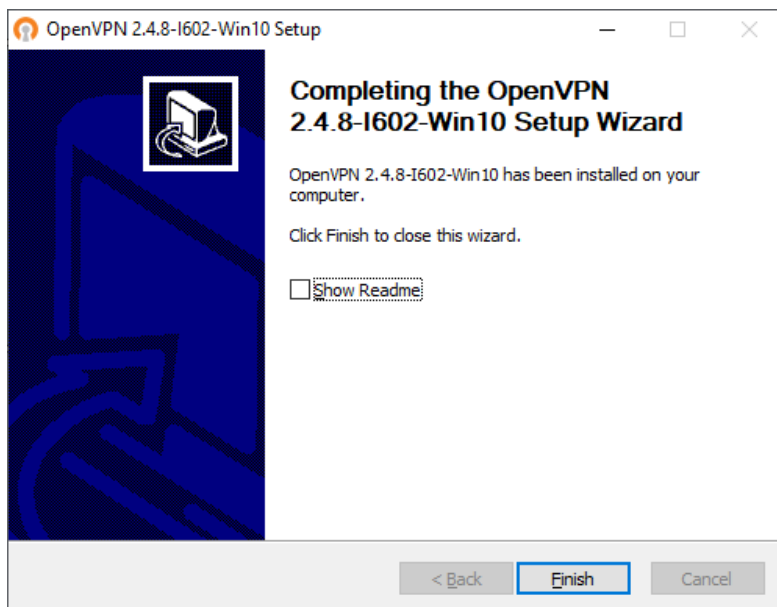 OpenVPN 2.4.8-I602-Win10 Setup
Completing the OpenVPN
2.4.8-I602-Win10 Setup Wizard
OpenVPN 2.4.8-I602-Win10 has been installed on your
computer.
Click Finish to close this wizard.
Show Readme
< Back
Finish
Cancel